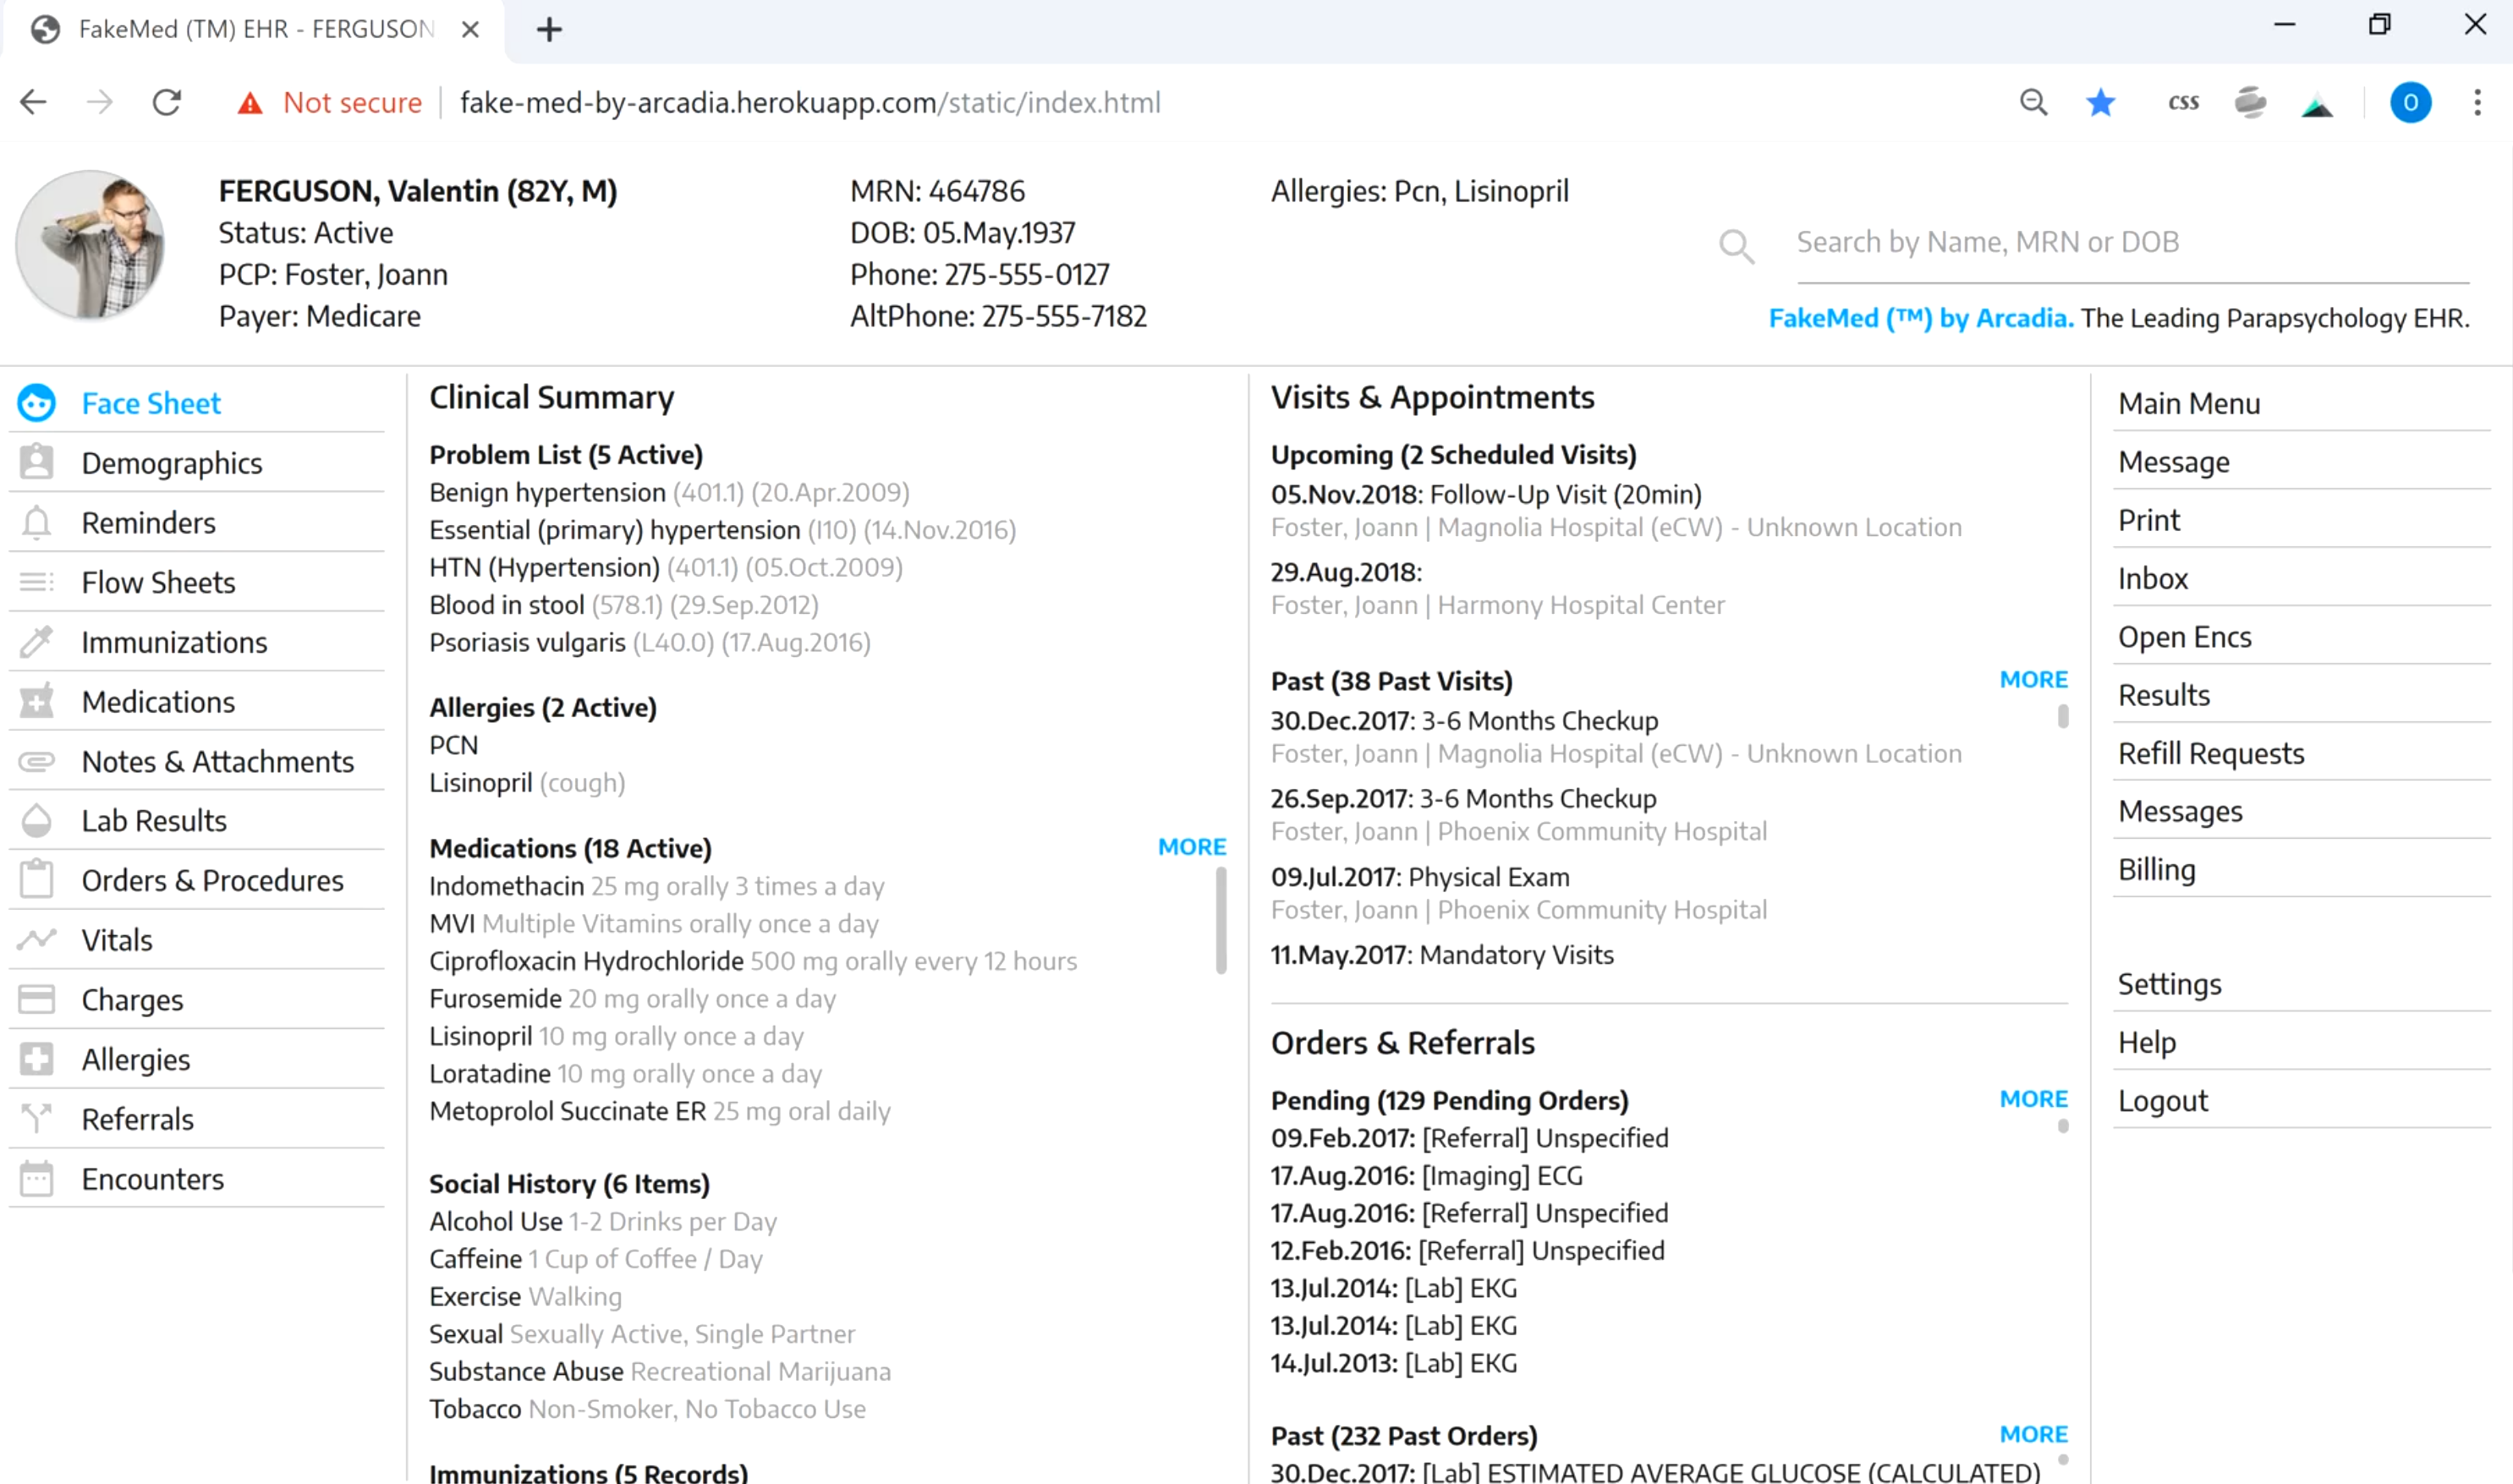 FakeMed (TM) EHR - FERGUSON
Not secure
fake-med-by-arcadia.herokuapp.com/static/index.html
css
O
FERGUSON, Valentin (82Y, M)
Status: Active
PCP: Foster, Joann
Payer: Medicare
MRN: 464786
DOB: 05.May.1937
Phone: 275-555-0127
AltPhone: 275-555-7182
Allergies: Pcn, Lisinopril
Search by Name, MRN or DOB
FakeMed (™) by Arcadia. The Leading Parapsychology EHR.
Face Sheet
Demographics
Reminders
Flow Sheets
Immunizations
Medications
Notes & Attachments
Lab Results
Orders & Procedures
Vitals
Charges
Allergies
Referrals
Encounters
Clinical Summary
Problem List (5 Active)
Benign hypertension (401.1) (20.Apr.2009)
Essential (primary) hypertension (I10) (14.Nov.2016)
HTN (Hypertension) (401.1) (05.Oct.2009)
Blood in stool (578.1) (29.Sep.2012)
Psoriasis vulgaris (L40.0) (17.Aug.2016)
Allergies (2 Active)
PCN
Lisinopril (cough)
Medications (18 Active)
MORE
Indomethacin 25 mg orally 3 times a day
MVI Multiple Vitamins orally once a day
Ciprofloxacin Hydrochloride 500 mg orally every 12 hours
Furosemide 20 mg orally once a day
Lisinopril 10 mg orally once a day
Loratadine 10 mg orally once a day
Metoprolol Succinate ER 25 mg oral daily
Social History (6 Items)
Alcohol Use 1-2 Drinks per Day
Caffeine 1 Cup of Coffee / Day
Exercise Walking
Sexual Sexually Active, Single Partner
Substance Abuse Recreational Marijuana
Tobacco Non-Smoker, No Tobacco Use
Immunizations (5 Records)
Visits & Appointments
Upcoming (2 Scheduled Visits)
05.Nov.2018: Follow-Up Visit (20min)
Foster, Joann | Magnolia Hospital (eCW) - Unknown Location
29.Aug.2018:
Foster, Joann | Harmony Hospital Center
Past (38 Past Visits)
MORE
30.Dec.2017: 3-6 Months Checkup
Foster, Joann | Magnolia Hospital (eCW) - Unknown Location
26.Sep.2017: 3-6 Months Checkup
Foster, Joann | Phoenix Community Hospital
09.Jul.2017: Physical Exam
Foster, Joann | Phoenix Community Hospital
11.May.2017: Mandatory Visits
Orders & Referrals
Pending (129 Pending Orders)
MORE
09.Feb.2017: [Referral] Unspecified
17.Aug.2016: [Imaging] ECG
17.Aug.2016: [Referral] Unspecified
12.Feb.2016: [Referral] Unspecified
13.Jul.2014: [Lab] EKG
13.Jul.2014: [Lab] EKG
14.Jul.2013: [Lab] EKG
Past (232 Past Orders)
MORE
30.Dec.2017: [Lab] ESTIMATED AVERAGE GLUCOSE (CALCULATED)
Main Menu
Message
Print
Inbox
Open Encs
Results
Refill Requests
Messages
Billing
Settings
Help
Logout